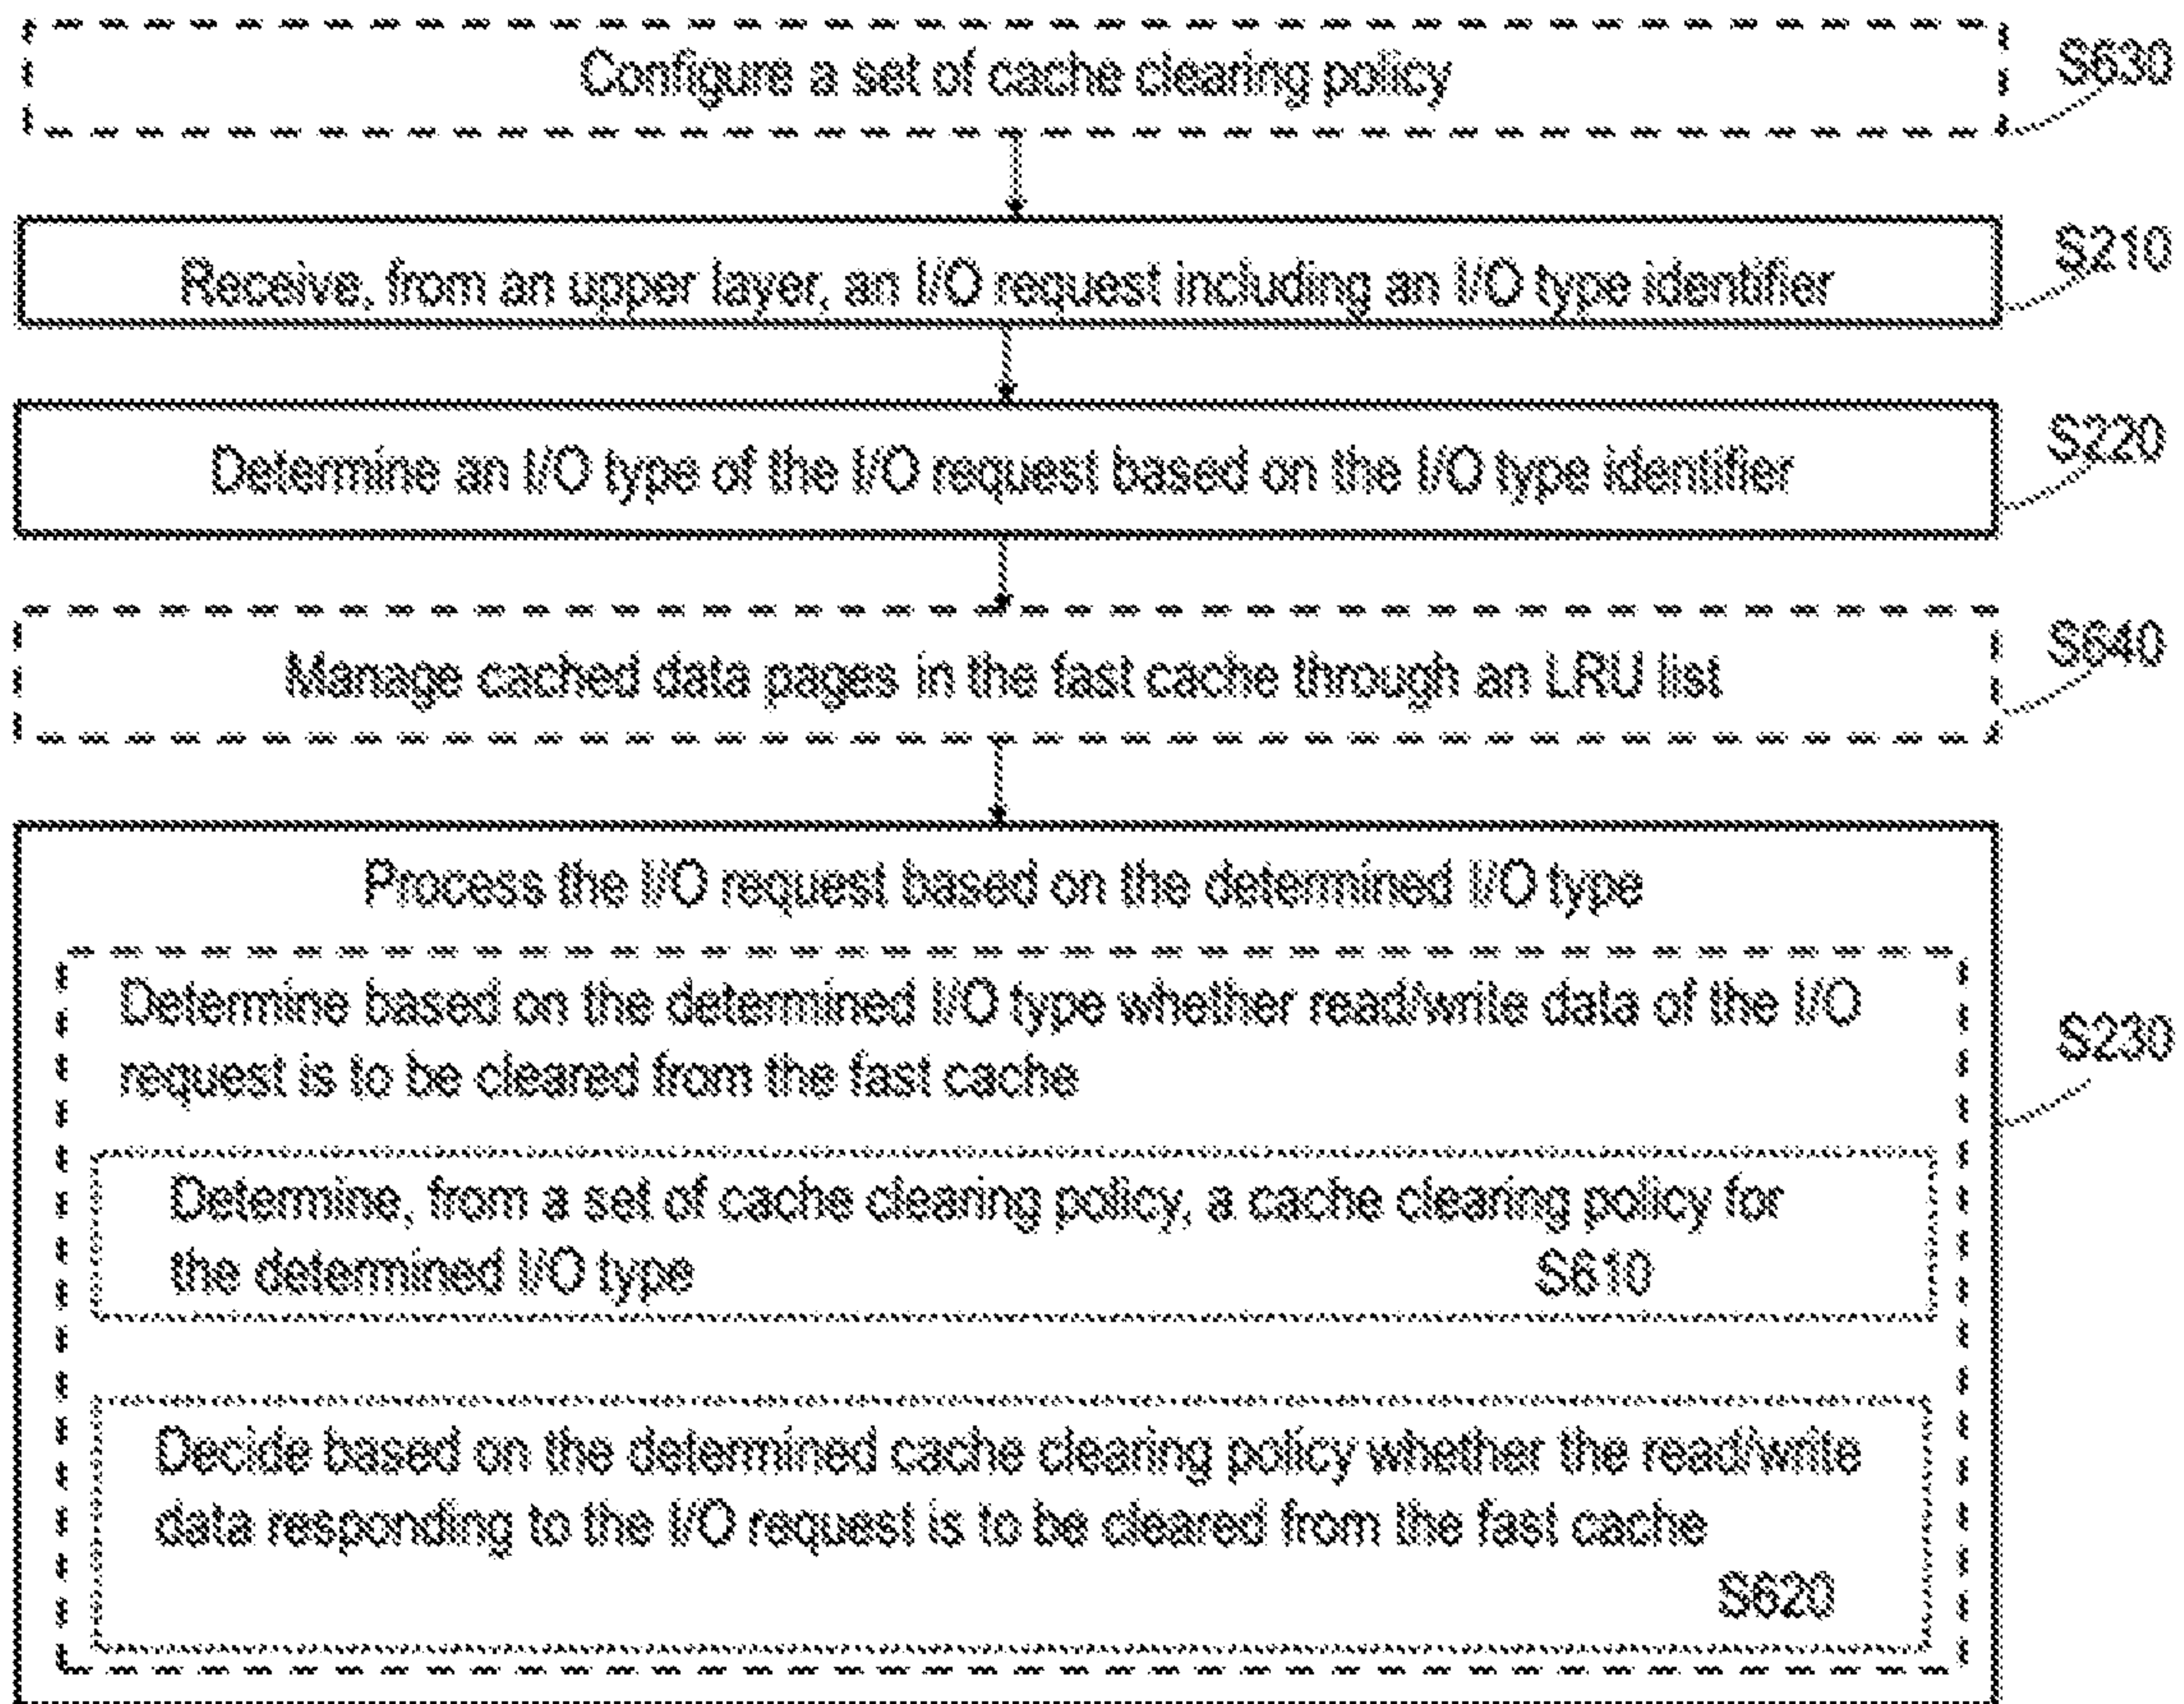 Configure a set of cache clearing policy
S630
Receive, from an upper layer, an I/O request including an I/O type identifier
S210
Determine an I/O type of the I/O request based on the I/O type identifier
S220
Manage cached data pages in the fast cache through an LRU list
S640
Process the I/O request based on the determined I/O type
Determine based on the determined I/O type whether read/write data of the I/O
request is to be cleared from the fast cache
S230
Determine, from a set of cache clearing policy, a cache clearing policy for
the determined I/O type
S610
Decide based on the determined cache clearing policy whether the read/write
data responding to the I/O request is to be cleared from the fast cache
S620